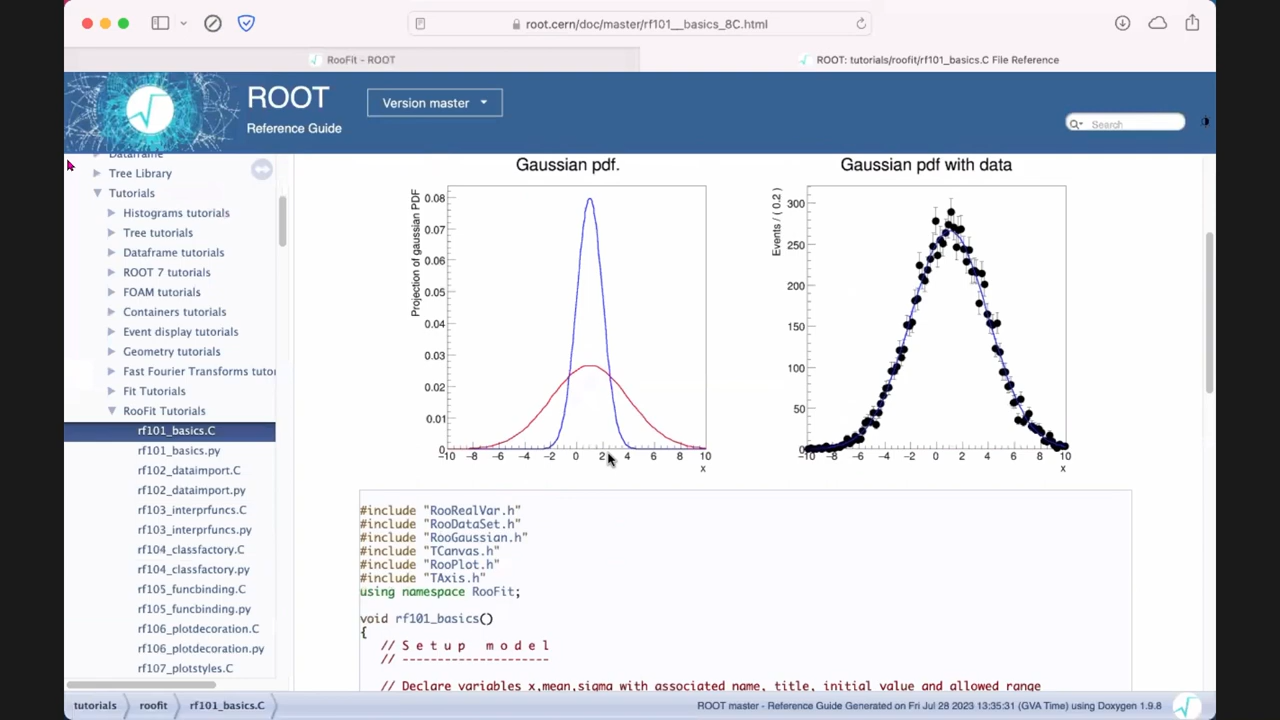 root.cern/doc/master/rf101__basics_8C.html
RooFit - ROOT
ROOT: tutorials/roofit/rf101_basics.C File Reference
ROOT
Reference Guide
Version master
Search
Dataframe
Tree Library
Tutorials
Histograms tutorials
Tree tutorials
Dataframe tutorials
ROOT 7 tutorials
FOAM tutorials
Containers tutorials
Event display tutorials
Geometry tutorials
Fast Fourier Transforms tutor
Fit Tutorials
RooFit Tutorials
rf101_basics.C
rf101_basics.py
rf102_dataimport.C
rf102_dataimport.py
rf103_interprfuncs.C
rf103_interprfuncs.py
rf104_classfactory.C
rf104_classfactory.py
rf105_funcbinding.C
rf105_funcbinding.py
rf106_plotdecoration.C
rf106_plotdecoration.py
rf107_plotstyles.C
Gaussian pdf.
Projection of gaussian PDF
0.08
0.07
0.06
0.05
0.04
0.03
0.02
0.01
0
−10 −8 −6 −4 −2 0 2 4 6 8 10
x
Gaussian pdf with data
Events / ( 0.2 )
300
250
200
150
100
50
0
−10 −8 −6 −4 −2 0 2 4 6 8 10
x
#include "RooRealVar.h"
#include "RooDataSet.h"
#include "RooGaussian.h"
#include "TCanvas.h"
#include "RooPlot.h"
#include "TAxis.h"
using namespace RooFit;
void rf101_basics()
{
// S e t u p   m o d e l
// ---------------------
// Declare variables x,mean,sigma with associated name, title, initial value and allowed range
tutorials
roofit
rf101_basics.C
ROOT master - Reference Guide Generated on Fri Jul 28 2023 13:35:31 (GVA Time) using Doxygen 1.9.8